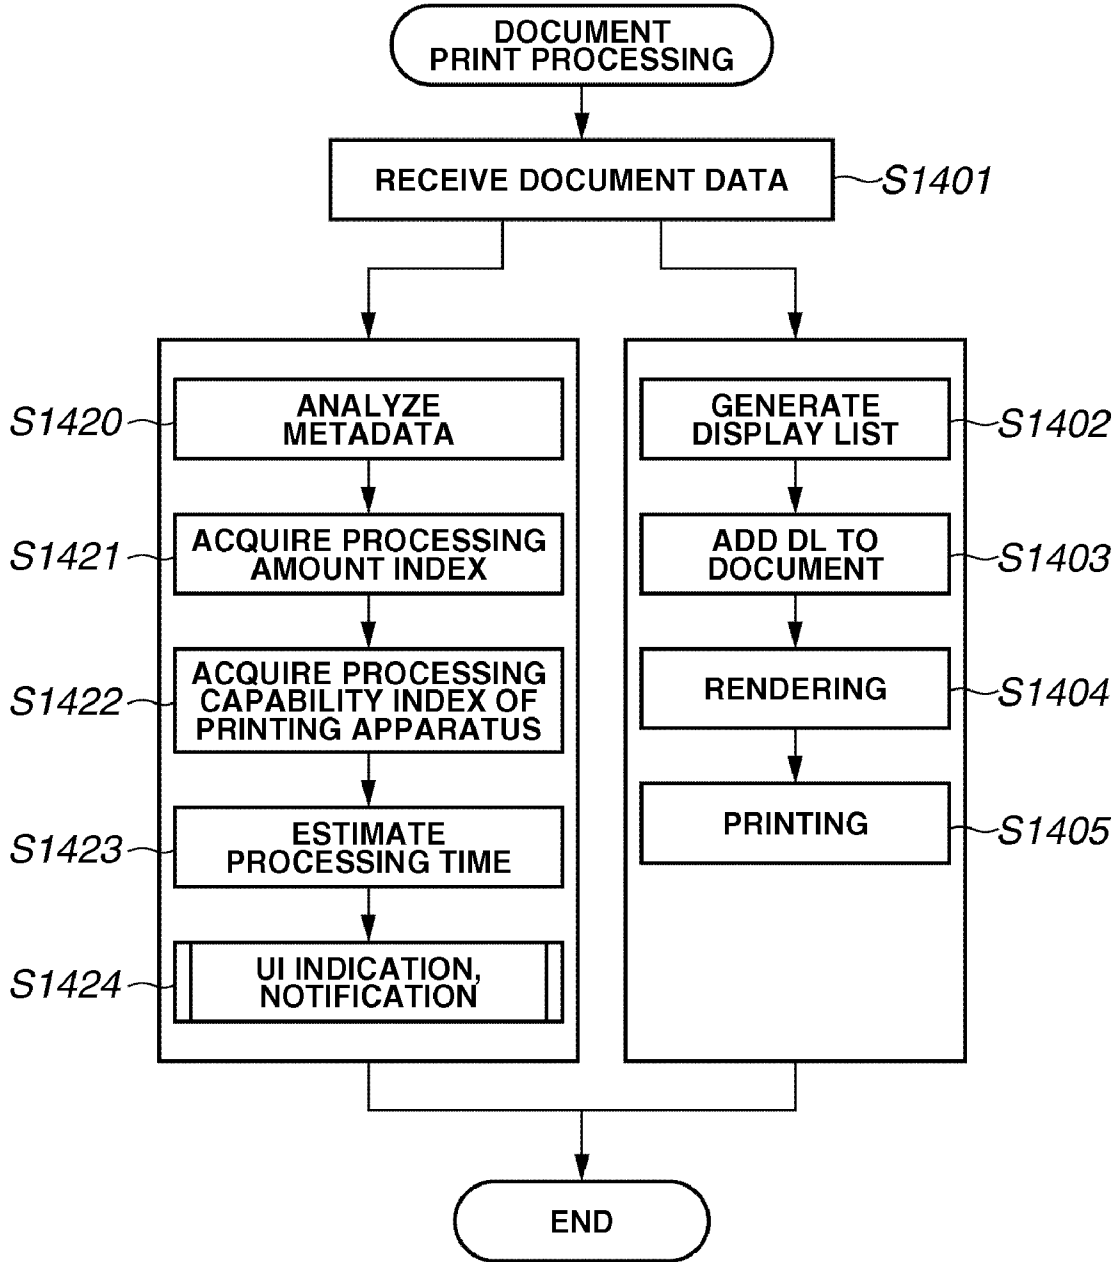 DOCUMENT
PRINT PROCESSING
RECEIVE DOCUMENT DATA
S1401
S1420
ANALYZE
METADATA
S1421
ACQUIRE PROCESSING
AMOUNT INDEX
S1422
ACQUIRE PROCESSING
CAPABILITY INDEX OF
PRINTING APPARATUS
S1423
ESTIMATE
PROCESSING TIME
S1424
UI INDICATION,
NOTIFICATION
GENERATE
DISPLAY LIST
S1402
ADD DL TO
DOCUMENT
S1403
RENDERING
S1404
PRINTING
S1405
END